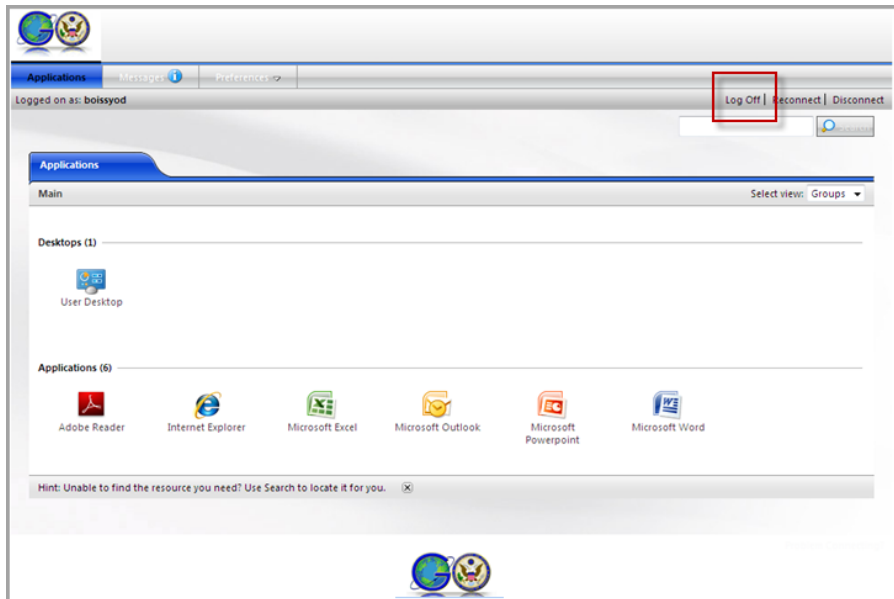 Applications Messages Preferences
Logged on as: boissyod Log Off | Reconnect | Disconnect
Applications
Main Select view: Groups
Desktops (1)
User Desktop
Applications (6)
Adobe Reader Internet Explorer Microsoft Excel Microsoft Outlook Microsoft Powerpoint Microsoft Word
Hint: Unable to find the resource you need? Use Search to locate it for you.